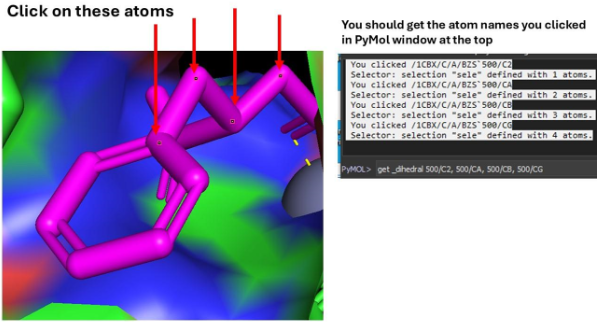 Click on these atoms
You should get the atom names you clicked
in PyMol window at the top
You clicked /1CBX/C/A/BZS`500/C2
Selector: selection "sele" defined with 1 atoms.
You clicked /1CBX/C/A/BZS`500/CA
Selector: selection "sele" defined with 2 atoms.
You clicked /1CBX/C/A/BZS`500/CB
Selector: selection "sele" defined with 3 atoms.
You clicked /1CBX/C/A/BZS`500/CG
Selector: selection "sele" defined with 4 atoms.
PyMOL> get _dihedral 500/C2, 500/CA, 500/CB, 500/CG